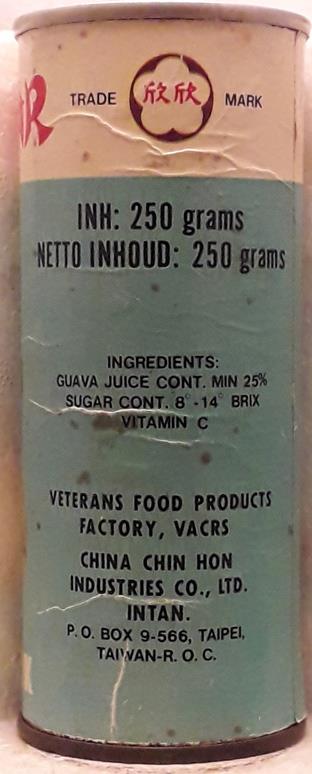 R
TRADE 欣欣 MARK
INH: 250 grams
NETTO INHOUD: 250 grams
INGREDIENTS:
GUAVA JUICE CONT. MIN 25%
SUGAR CONT. 8°-14° BRIX
VITAMIN C
VETERANS FOOD PRODUCTS
FACTORY, VACRS
CHINA CHIN HON
INDUSTRIES CO., LTD.
INTAN.
P.O. BOX 9-566, TAIPEI,
TAIWAN-R. O. C.